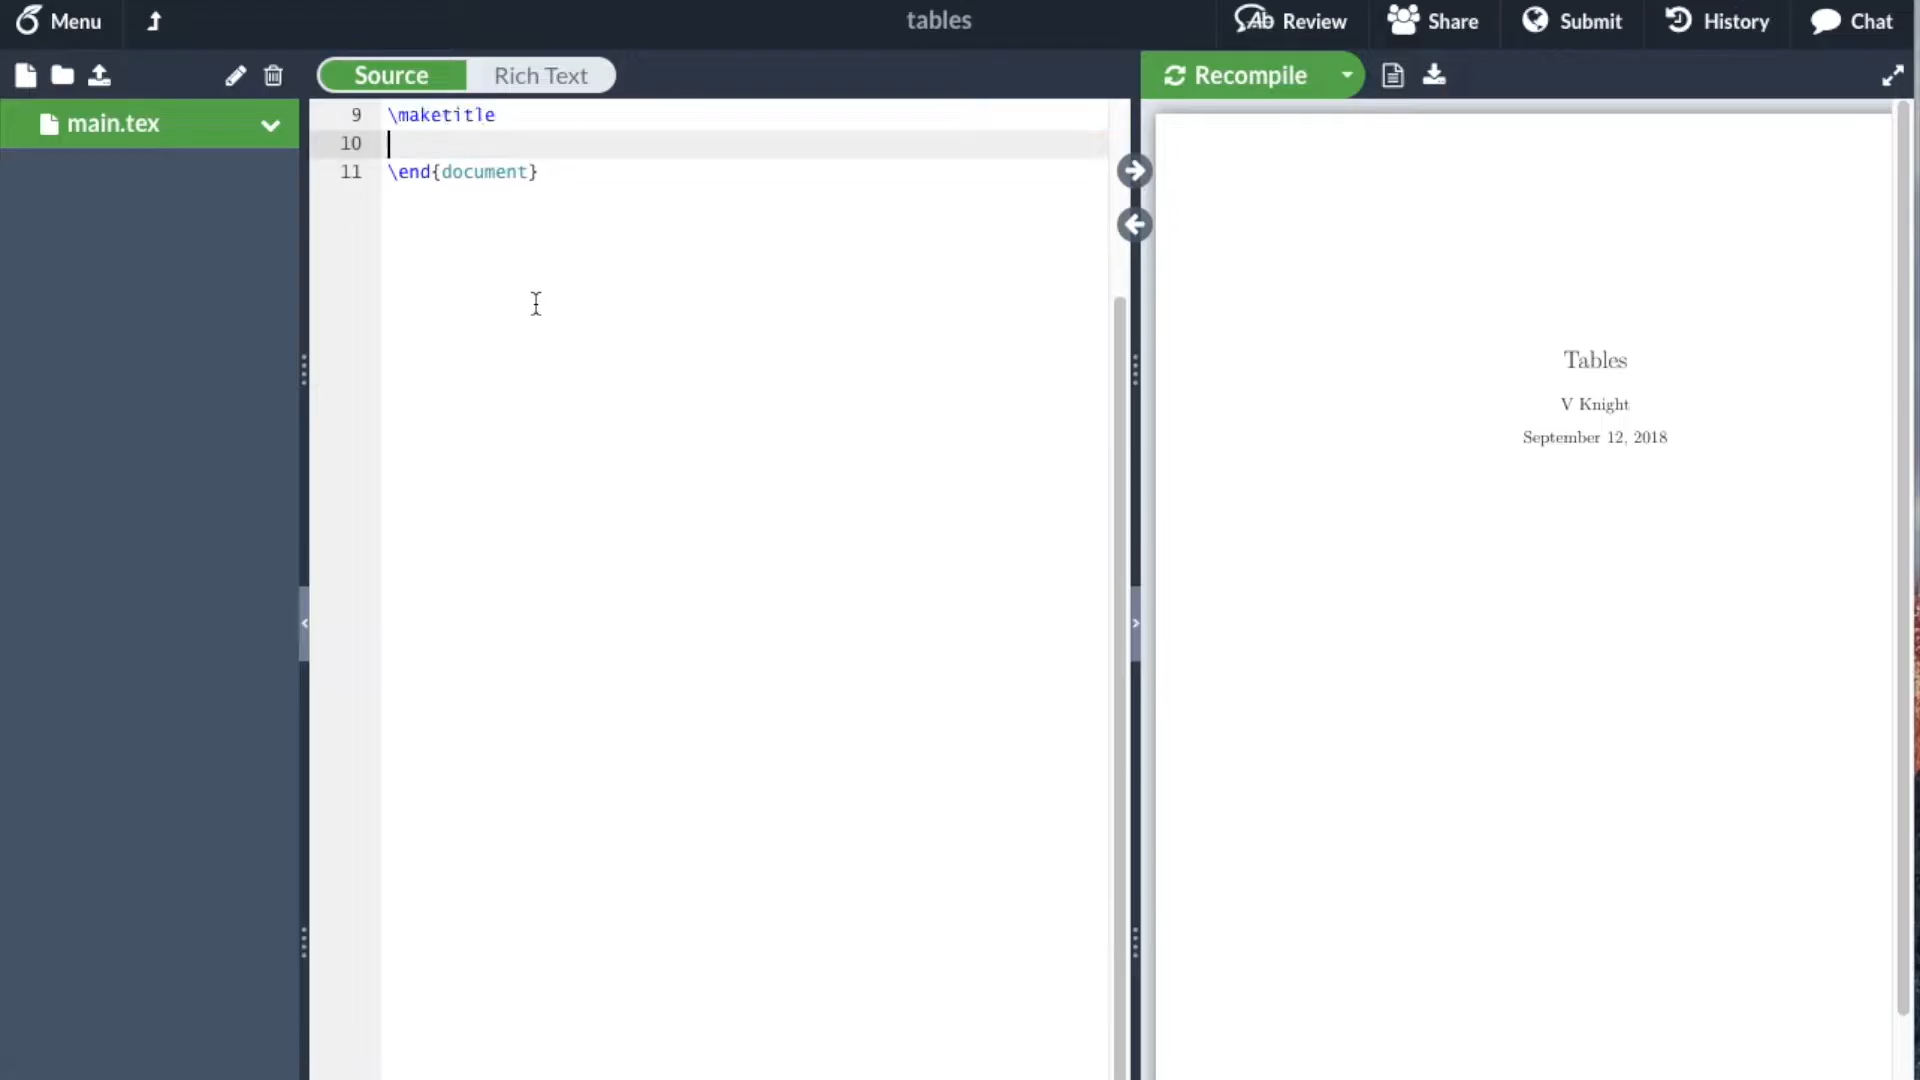 Menu
tables
Review
Share
Submit
History
Chat
Source
Rich Text
Recompile
main.tex
9 \maketitle
10
11 \end{document}
Tables
V Knight
September 12, 2018